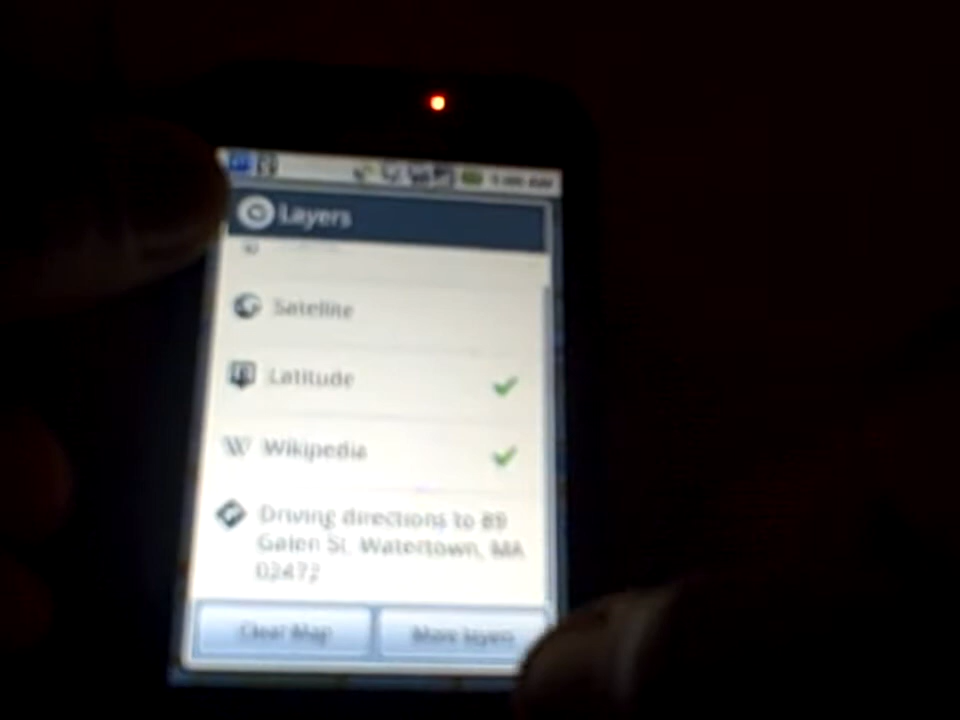 Layers
Satellite
Latitude
Wikipedia
Driving directions to 89
Galen St, Watertown, MA
02472
Clear Map
More layers